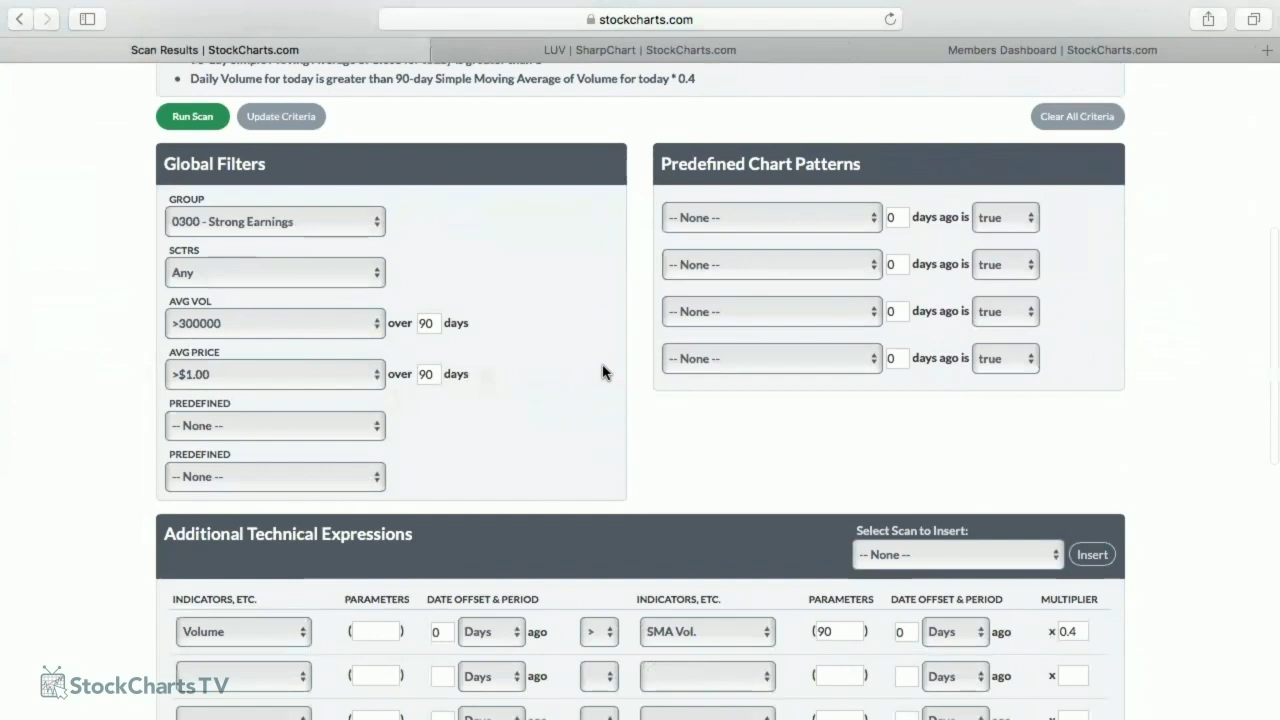 stockcharts.com
Scan Results | StockCharts.com
LUV | SharpChart | StockCharts.com
Members Dashboard | StockCharts.com
Daily Volume for today is greater than 90-day Simple Moving Average of Volume for today * 0.4
Run Scan
Update Criteria
Clear All Criteria
Global Filters
GROUP
0300 - Strong Earnings
SCTRS
Any
AVG VOL
>300000 over 90 days
AVG PRICE
>$1.00 over 90 days
PREDEFINED
-- None --
PREDEFINED
-- None --
Predefined Chart Patterns
-- None -- 0 days ago is true
-- None -- 0 days ago is true
-- None -- 0 days ago is true
-- None -- 0 days ago is true
Additional Technical Expressions
Select Scan to Insert:
-- None -- Insert
INDICATORS, ETC. PARAMETERS DATE OFFSET & PERIOD INDICATORS, ETC. PARAMETERS DATE OFFSET & PERIOD MULTIPLIER
Volume ( ) 0 Days ago > SMA Vol. (90 ) 0 Days ago x 0.4
( ) Days ago ( ) Days ago x
StockChartsTV